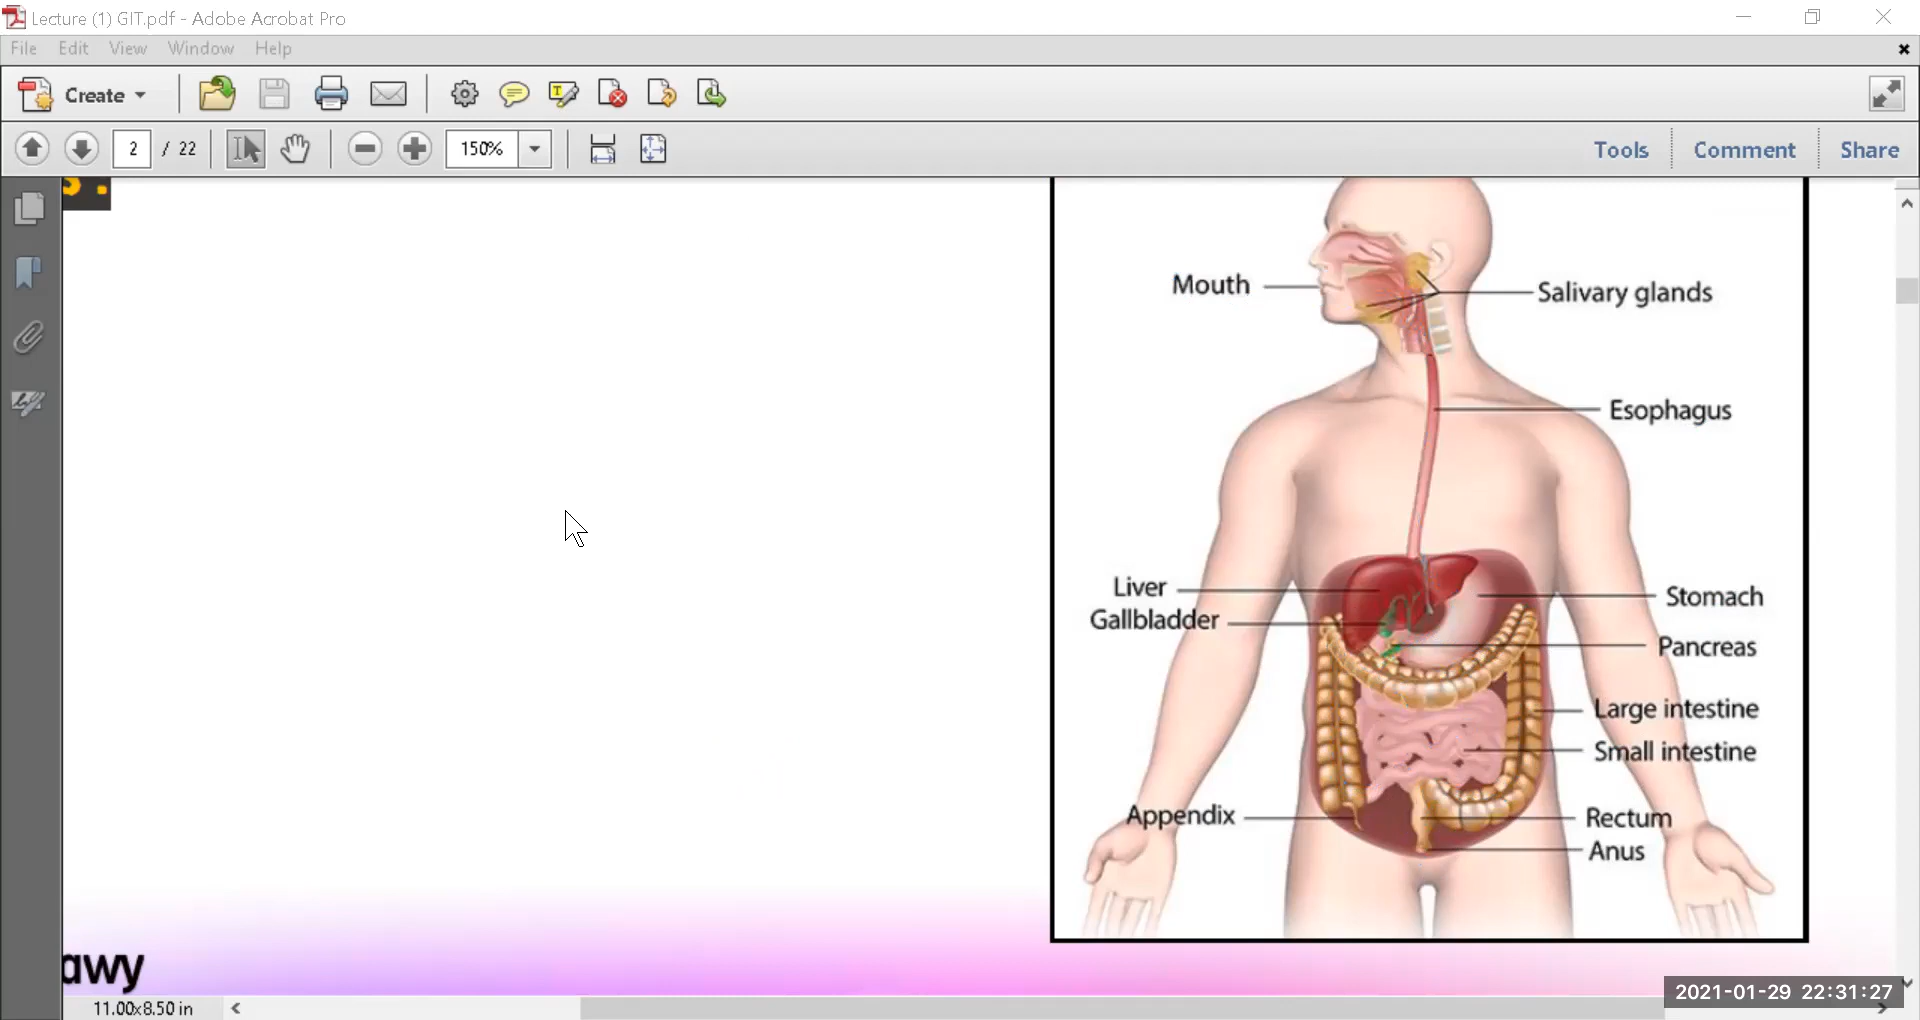 Lecture (1) GIT.pdf - Adobe Acrobat Pro
File Edit View Window Help
Create
2 / 22 150% Tools Comment Share
Mouth
Salivary glands
Esophagus
Liver
Gallbladder
Stomach
Pancreas
Large intestine
Small intestine
Appendix
Rectum
Anus
awy
2021-01-29 22:31:27
11.00x8.50 in